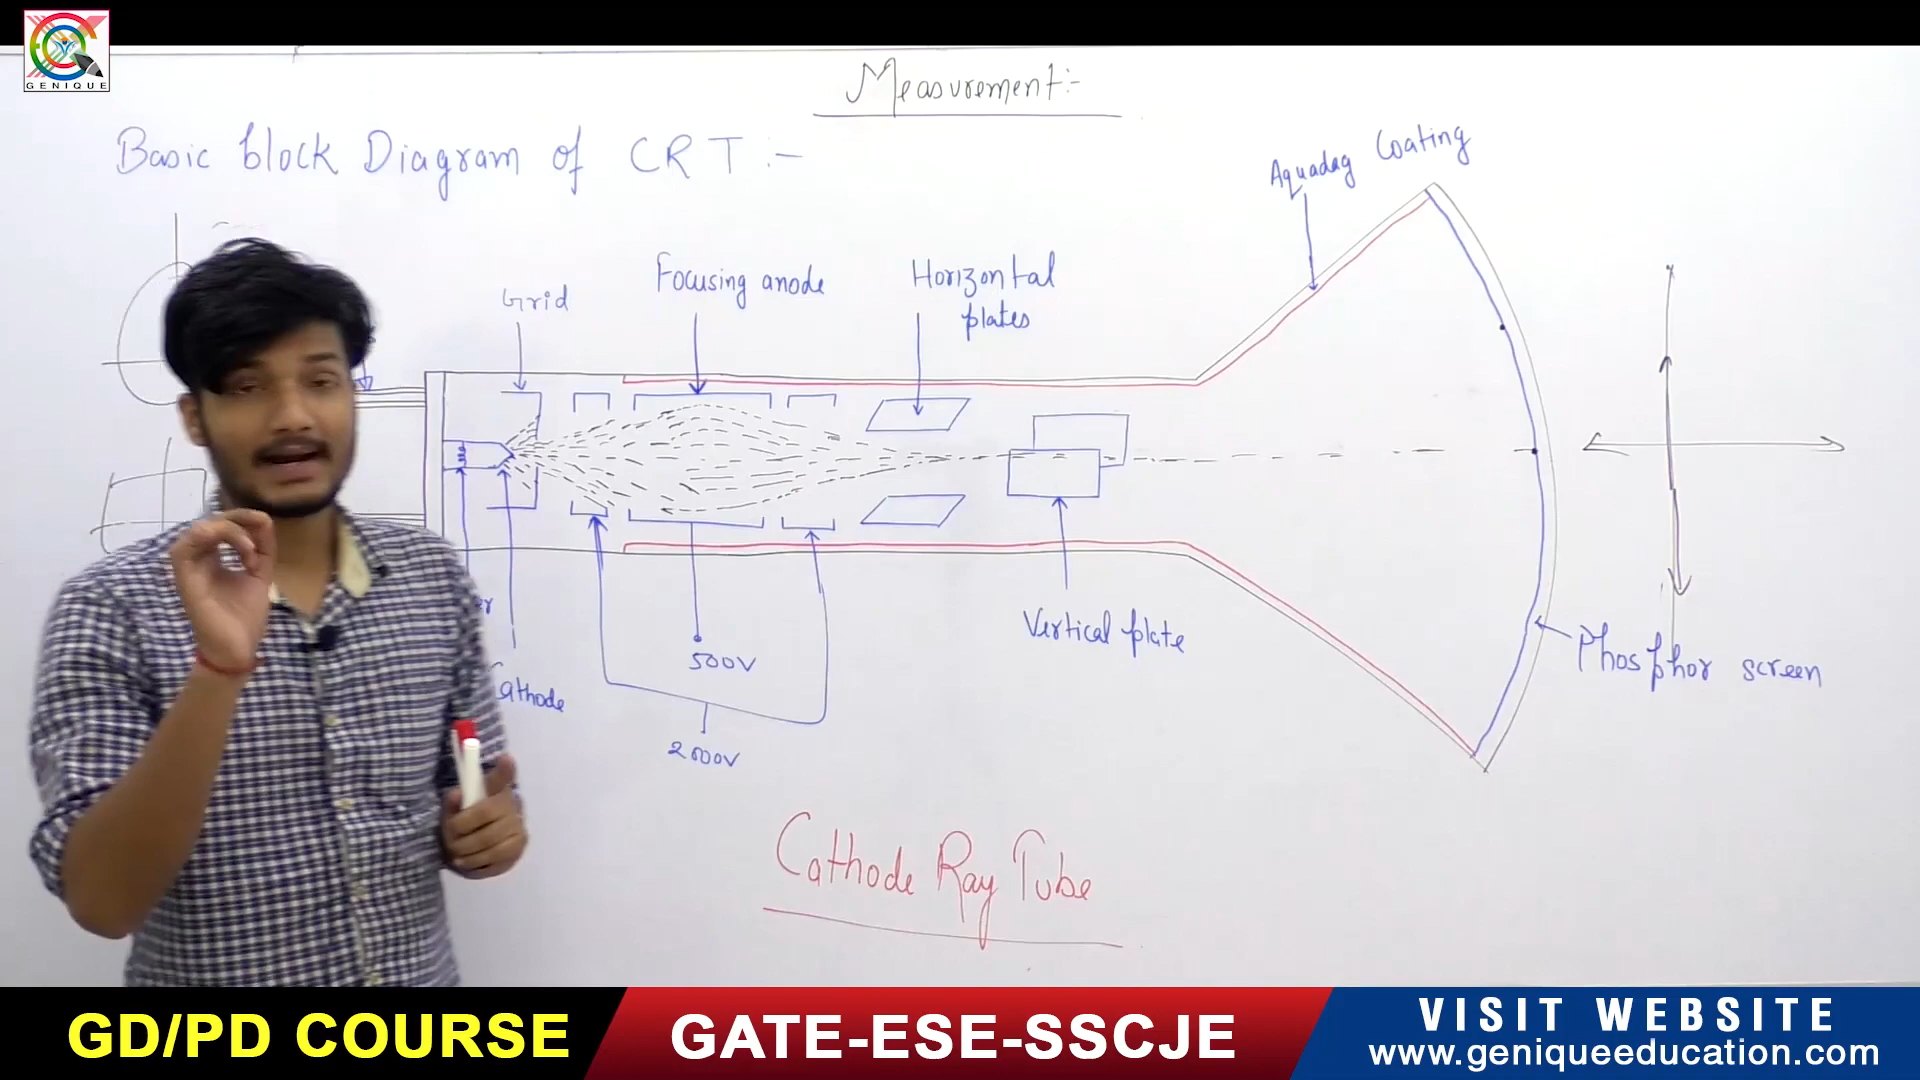 GENIQUE
Measurement:-
Basic block Diagram of CRT:-
Aquadag Coating
Grid
Focusing anode
Horizontal
plates
Vertical plate
500V
Cathode
2000V
Phosphor screen
Cathode Ray Tube
GD/PD COURSE
GATE-ESE-SSCJE
VISIT WEBSITE
www.geniqueeducation.com